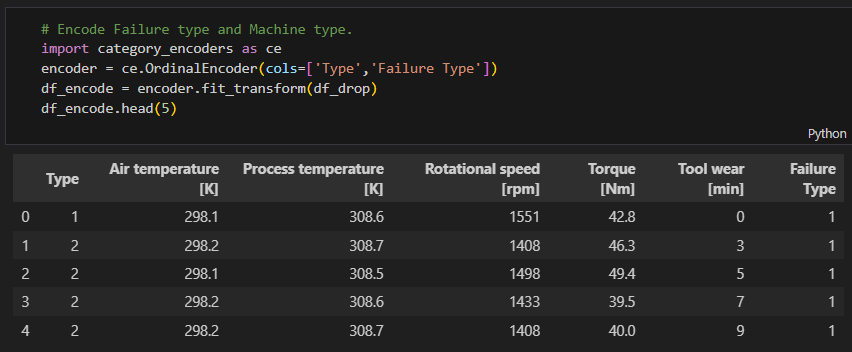 # Encode Failure type and Machine type.
import category_encoders as ce
encoder = ce.OrdinalEncoder(cols=['Type','Failure Type'])
df_encode = encoder.fit_transform(df_drop)
df_encode.head(5)
Python
Type Air temperature [K] Process temperature [K] Rotational speed [rpm] Torque [Nm] Tool wear [min] Failure Type
0 1 298.1 308.6 1551 42.8 0 1
1 2 298.2 308.7 1408 46.3 3 1
2 2 298.1 308.5 1498 49.4 5 1
3 2 298.2 308.6 1433 39.5 7 1
4 2 298.2 308.7 1408 40.0 9 1